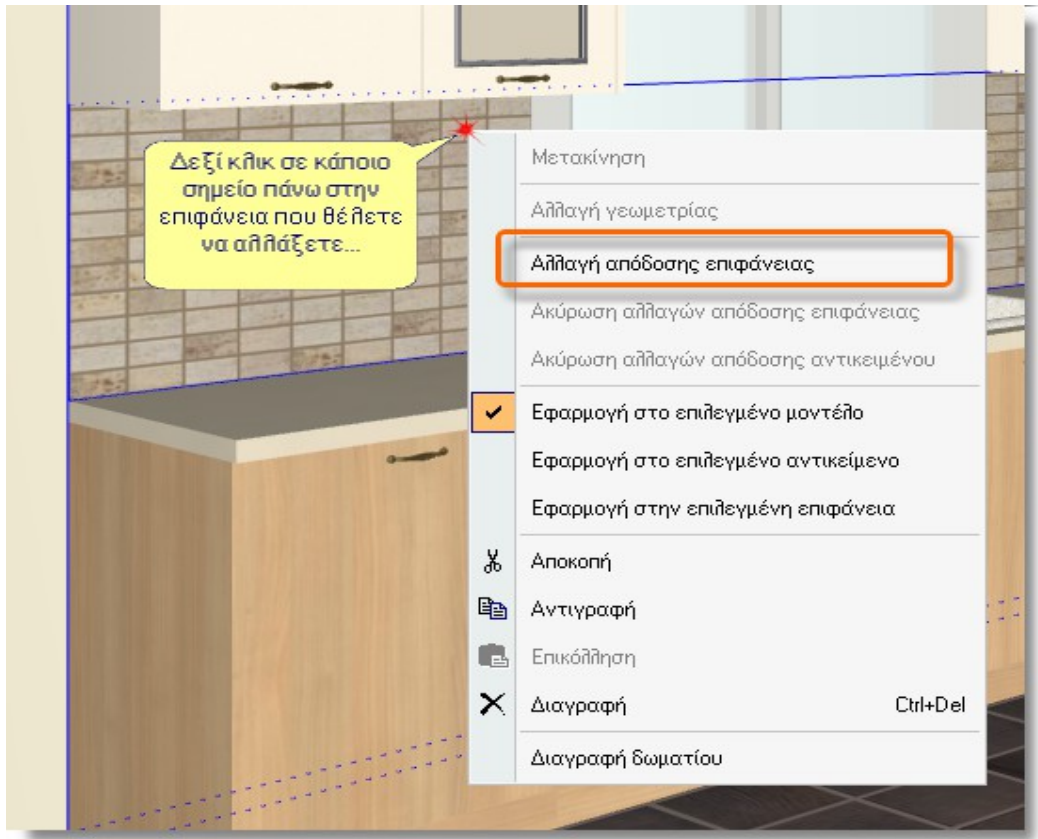 Δεξί κλικ σε κάποιο
σημείο πάνω στην
επιφάνεια που θέλετε
να αλλάξετε...
Μετακίνηση
Αλλαγή γεωμετρίας
Αλλαγή απόδοσης επιφάνειας
Ακύρωση αλλαγών απόδοσης επιφάνειας
Ακύρωση αλλαγών απόδοσης αντικειμένου
Εφαρμογή στο επιλεγμένο μοντέλο
Εφαρμογή στο επιλεγμένο αντικείμενο
Εφαρμογή στην επιλεγμένη επιφάνεια
Αποκοπή
Αντιγραφή
Επικόλληση
Διαγραφή Ctrl+Del
Διαγραφή δωματίου